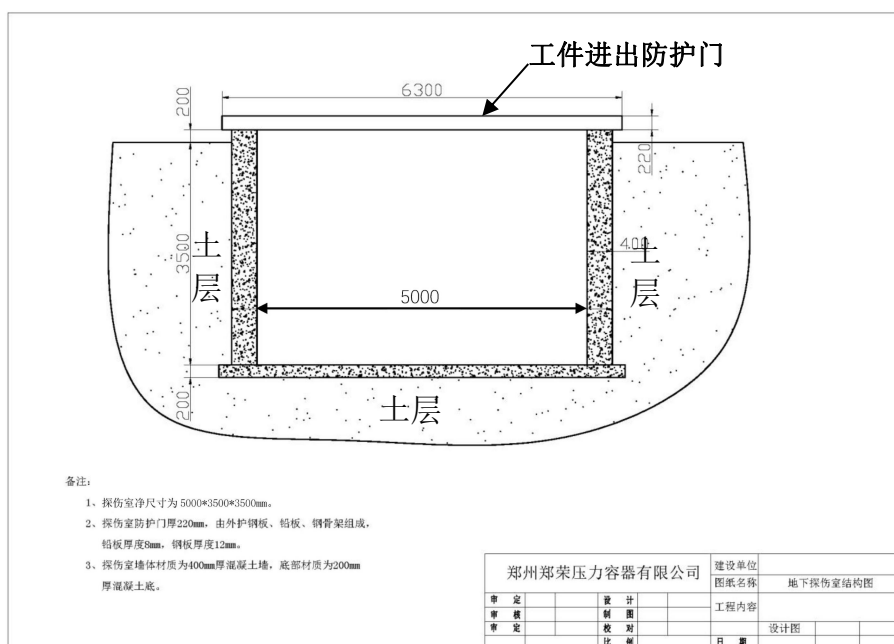 工件进出防护门
6300
200
220
3500
土层
400
土层
5000
200
土层
备注:
1、探伤室净尺寸为5000*3500*3500mm。
2、探伤室防护门厚220mm,由外护钢板、铅板、钢骨架组成,
铅板厚度8mm,钢板厚度12mm。
3、探伤室墙体材质为400mm厚混凝土墙,底部材质为200mm
厚混凝土底。
郑州郑荣压力容器有限公司
建设单位
图纸名称 地下探伤室结构图
审定 设计
工程内容
审核 制图
审定 校对
设计图
比例 日期